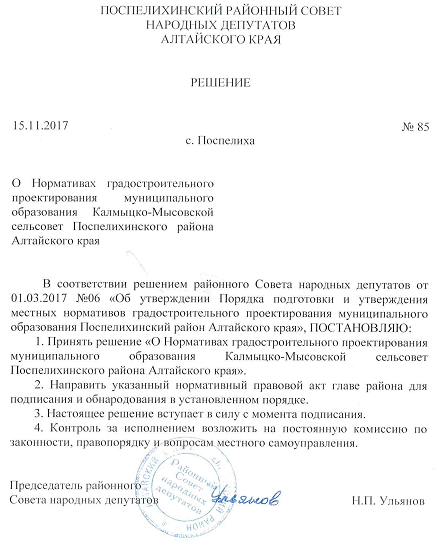 ПОСПЕЛИХИНСКИЙ РАЙОННЫЙ СОВЕТ
НАРОДНЫХ ДЕПУТАТОВ
АЛТАЙСКОГО КРАЯ
РЕШЕНИЕ
15.11.2017 № 85
с. Поспелиха
О Нормативах градостроительного
проектирования муниципального
образования Калмыцко-Мысовской
сельсовет Поспелихинского района
Алтайского края
В соответствии решением районного Совета народных депутатов от
01.03.2017 №06 «Об утверждении Порядка подготовки и утверждения
местных нормативов градостроительного проектирования муниципального
образования Поспелихинский район Алтайского края», ПОСТАНОВЛЯЮ:
1. Принять решение «О Нормативах градостроительного проектирования
муниципального образования Калмыцко-Мысовской сельсовет
Поспелихинского района Алтайского края».
2. Направить указанный нормативный правовой акт главе района для
подписания и обнародования в установленном порядке.
3. Настоящее решение вступает в силу с момента подписания.
4. Контроль за исполнением возложить на постоянную комиссию по
законности, правопорядку и вопросам местного самоуправления.
Районный
Совет
народных
депутатов
Председатель районного
Совета народных депутатов Ульянов Н.П. Ульянов